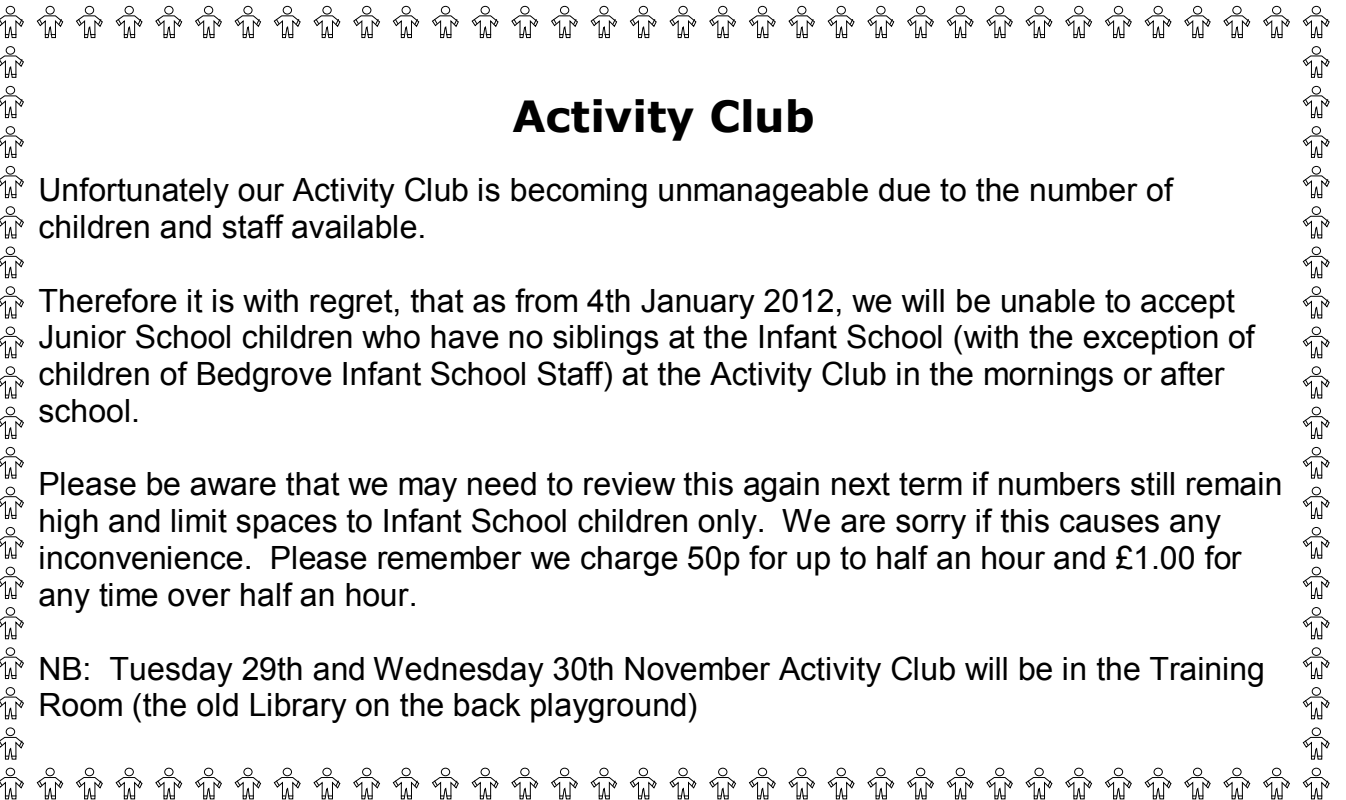 Activity Club
Unfortunately our Activity Club is becoming unmanageable due to the number of
children and staff available.
Therefore it is with regret, that as from 4th January 2012, we will be unable to accept
Junior School children who have no siblings at the Infant School (with the exception of
children of Bedgrove Infant School Staff) at the Activity Club in the mornings or after
school.
Please be aware that we may need to review this again next term if numbers still remain
high and limit spaces to Infant School children only.  We are sorry if this causes any
inconvenience.  Please remember we charge 50p for up to half an hour and £1.00 for
any time over half an hour.
NB:  Tuesday 29th and Wednesday 30th November Activity Club will be in the Training
Room (the old Library on the back playground)